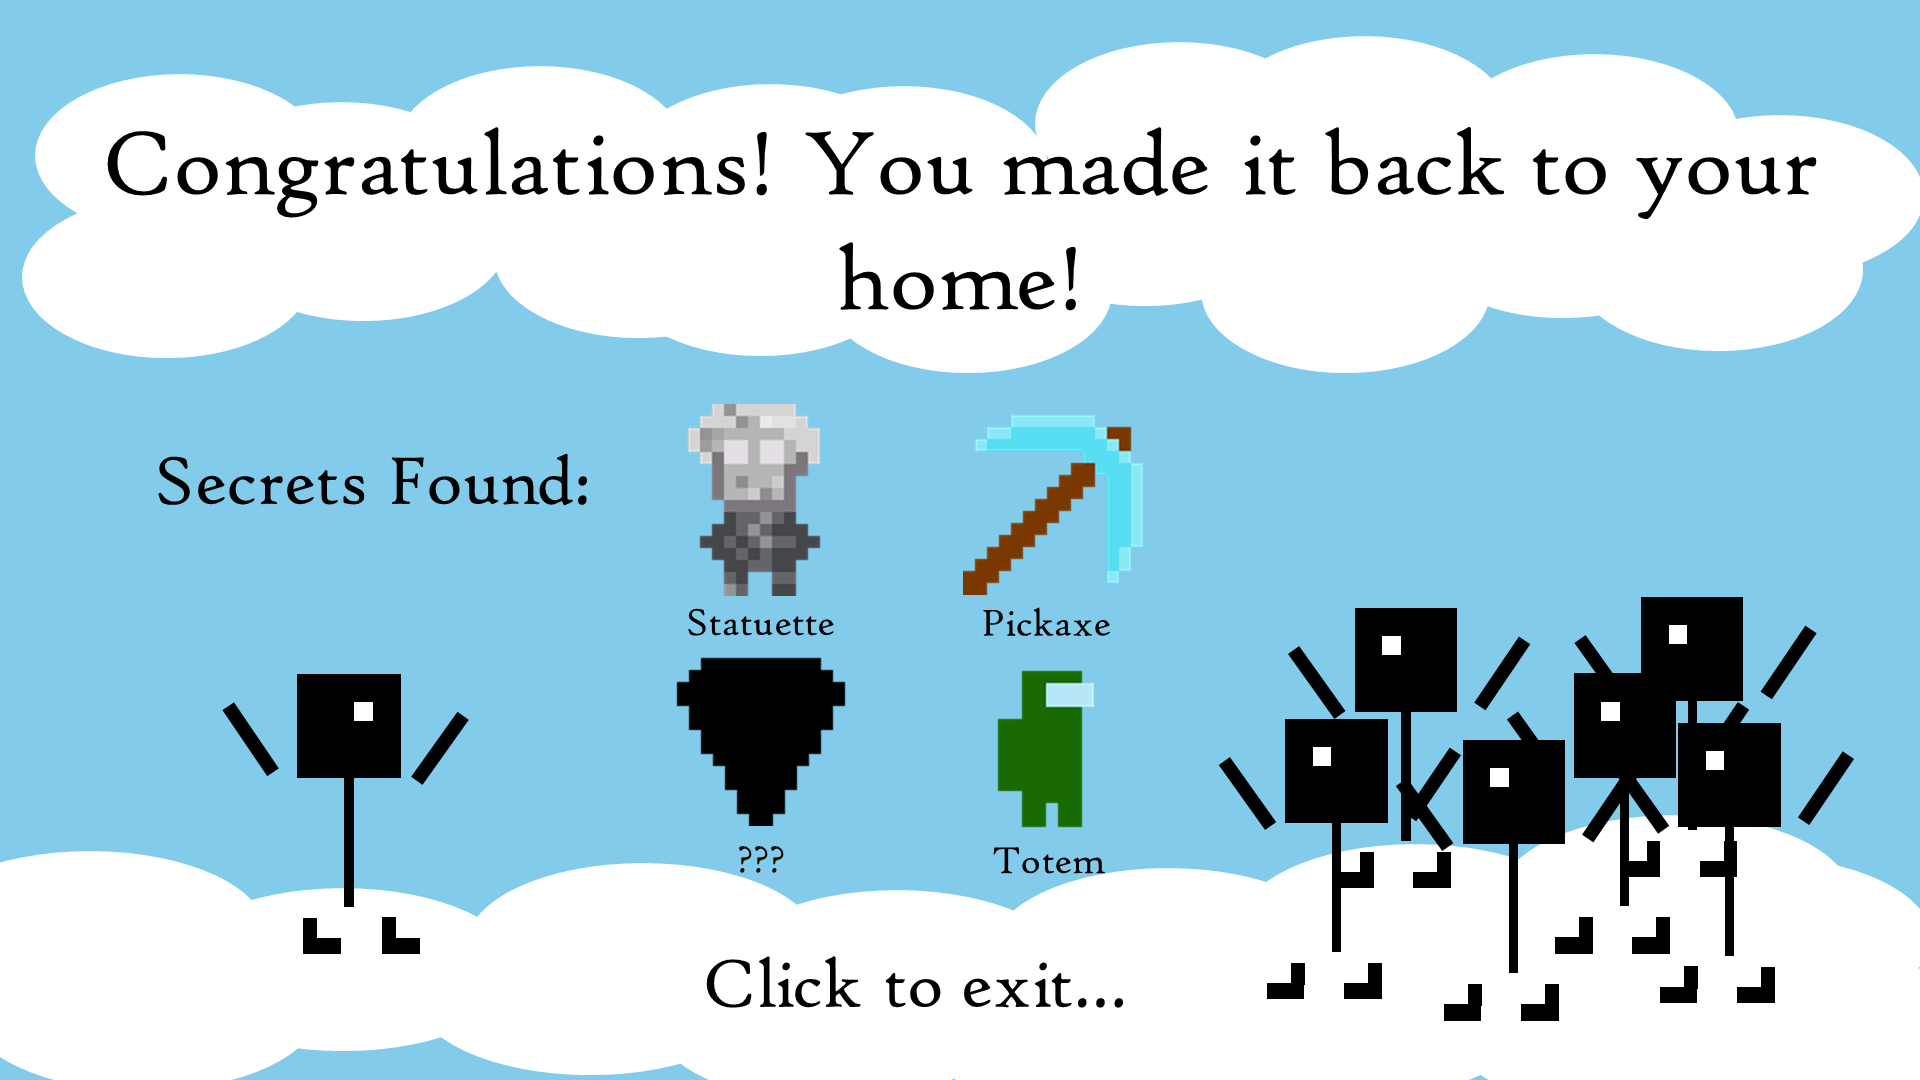 Congratulations! You made it back to your
home!
Secrets Found:
Statuette
Pickaxe
???
Totem
Click to exit...